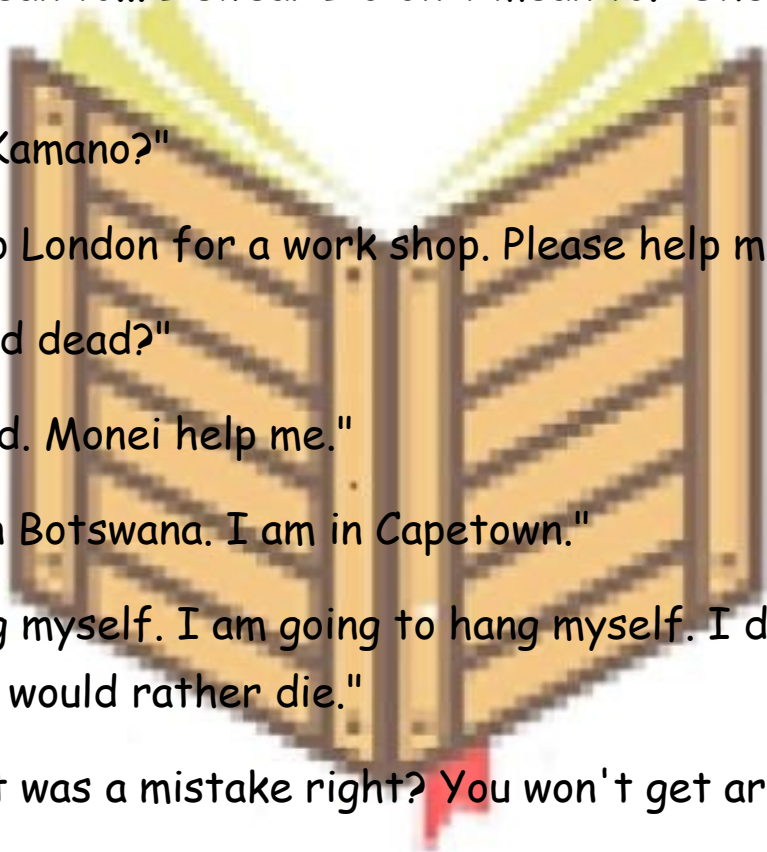 Kamano?"
London for a work shop. Please help
dead?"
Monei help me."
Botswana. I am in Capetown."
myself. I am going to hang myself. I
would rather die."
was a mistake right? You won't get